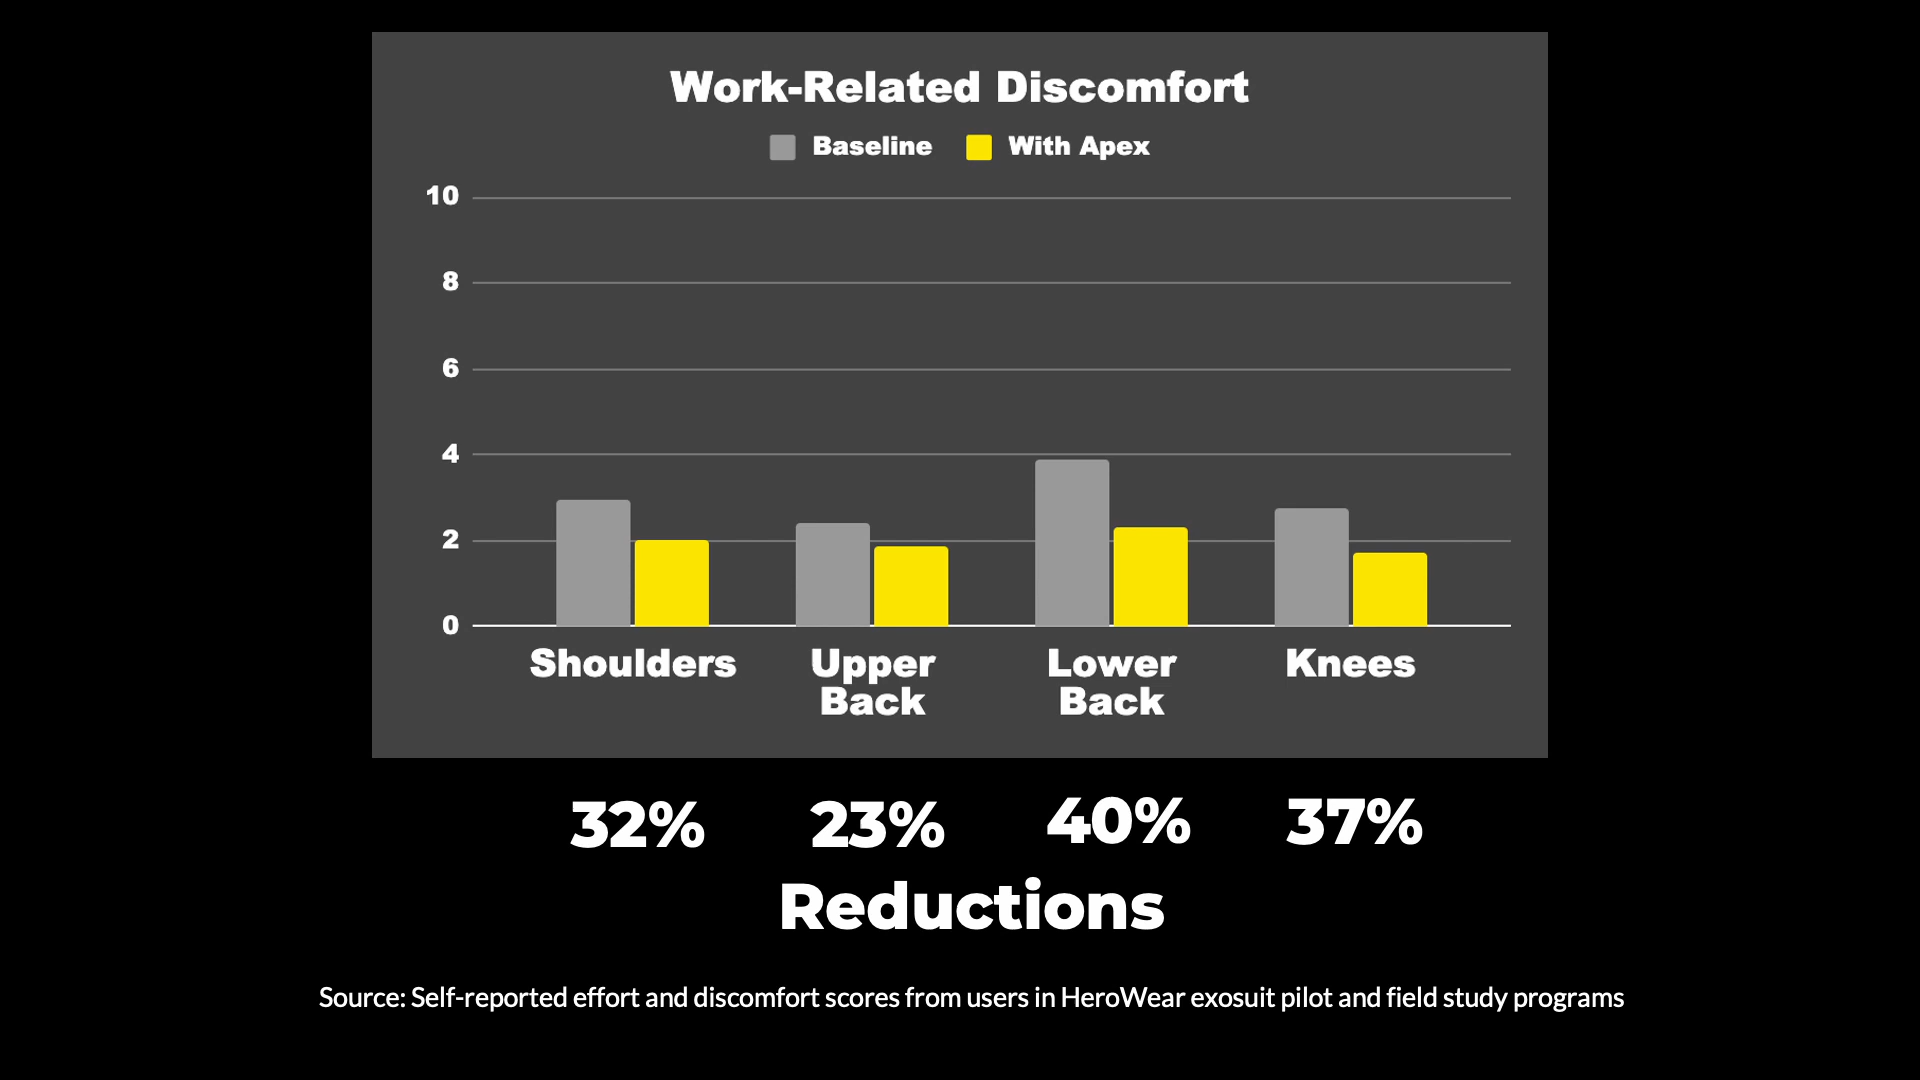 Work-Related Discomfort
Baseline With Apex
10
8
6
4
2
0
Shoulders
Upper
Back
Lower
Back
Knees
32% 23% 40% 37%
Reductions
Source: Self-reported effort and discomfort scores from users in HeroWear exosuit pilot and field study programs